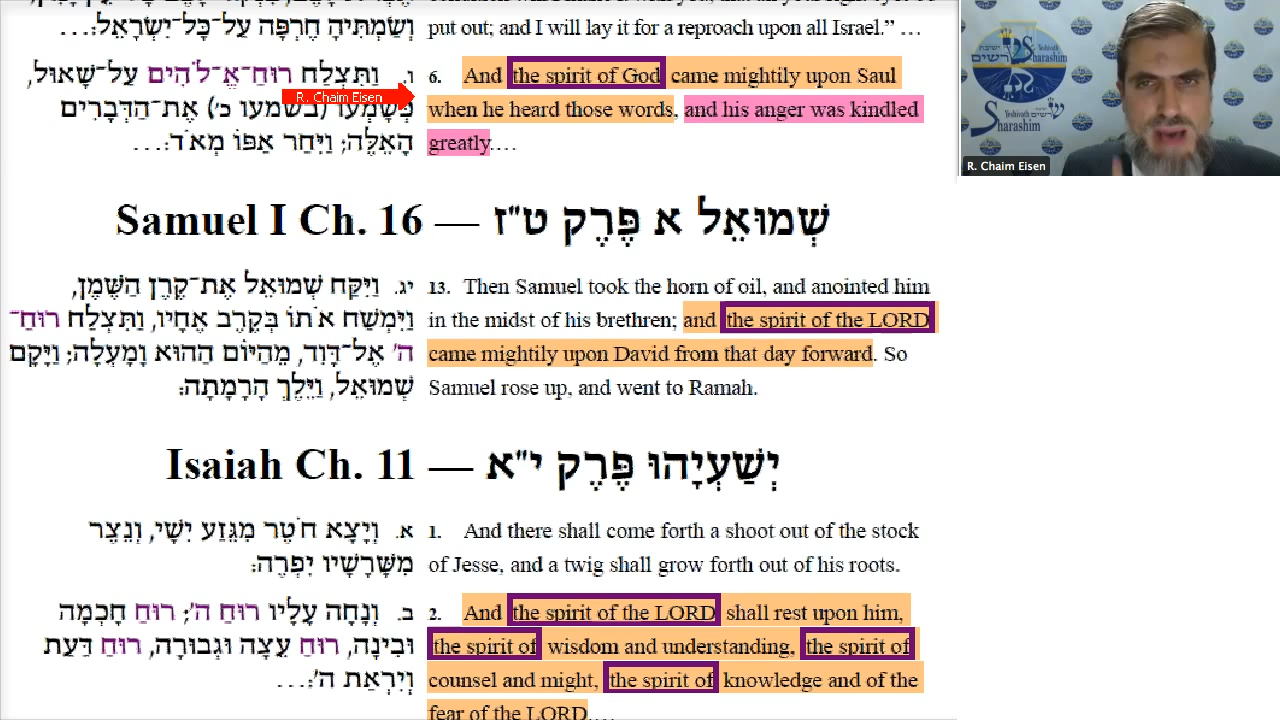 וְשַׂמְתִּיהָ חֶרְפָּה עַל־כָּל־יִשְׂרָאֵל:...
put out; and I will lay it for a reproach upon all Israel.” …
ו. וַתִּצְלַח רוּחַ־אֱ־לֹהִים עַל־שָׁאוּל,
כְּשָׁמְעוֹ (בשמעו כ׳) אֶת־הַדְּבָרִים
הָאֵלֶּה; וַיִּחַר אַפּוֹ מְאֹד:...
R. Chaim Eisen
6. And the spirit of God came mightily upon Saul
when he heard those words, and his anger was kindled
greatly.…
Samuel I Ch. 16 — שְׁמוּאֵל א פֶּרֶק ט"ז
יג. וַיִּקַּח שְׁמוּאֵל אֶת־קֶרֶן הַשֶּׁמֶן,
וַיִּמְשַׁח אֹתוֹ בְּקֶרֶב אֶחָיו, וַתִּצְלַח רוּחַ־
ה׳ אֶל־דָּוִד, מֵהַיּוֹם הַהוּא וָמָעְלָה; וַיָּקָם
שְׁמוּאֵל, וַיֵּלֶךְ הָרָמָתָה:
13. Then Samuel took the horn of oil, and anointed him
in the midst of his brethren; and the spirit of the LORD
came mightily upon David from that day forward. So
Samuel rose up, and went to Ramah.
Isaiah Ch. 11 — יְשַׁעְיָהוּ פֶּרֶק י"א
א. וְיָצָא חֹטֶר מִגֵּזַע יִשָׁי, וְנֵצֶר
מִשָּׁרָשָׁיו יִפְרֶה:
1. And there shall come forth a shoot out of the stock
of Jesse, and a twig shall grow forth out of his roots.
ב. וְנָחָה עָלָיו רוּחַ ה׳; רוּחַ חָכְמָה
וּבִינָה, רוּחַ עֵצָה וּגְבוּרָה, רוּחַ דַּעַת
וְיִרְאַת ה׳:...
2. And the spirit of the LORD shall rest upon him,
the spirit of wisdom and understanding, the spirit of
counsel and might, the spirit of knowledge and of the
fear of the LORD.…
Yeshivath
Sharashim
Yeshivath
Sharashim
R. Chaim Eisen